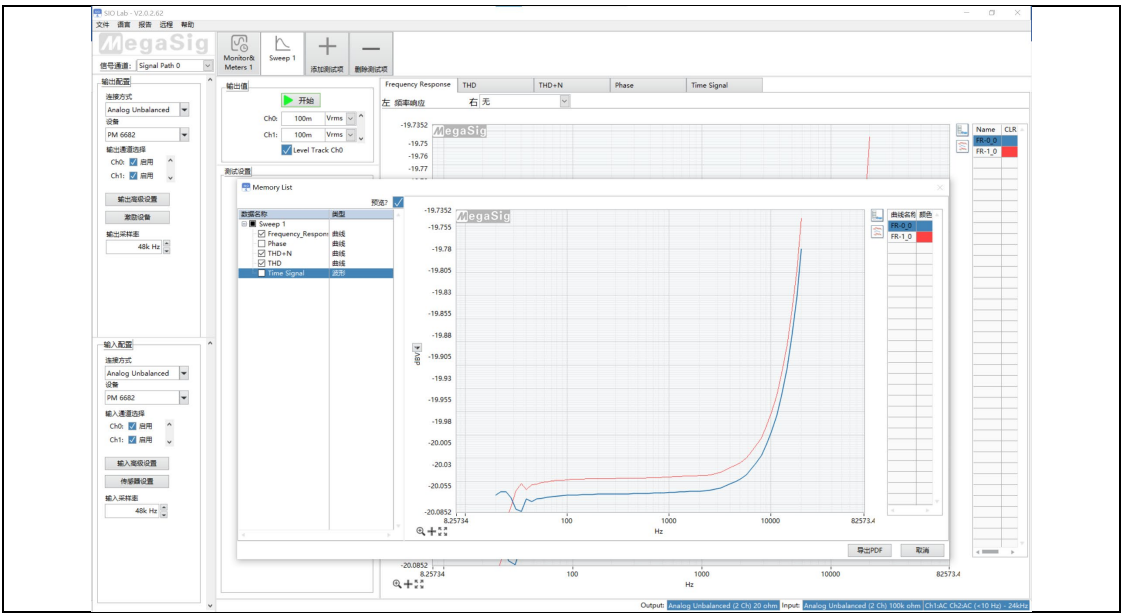 SIO Lab - V2.0.2.62
文件 语言 报告 远程 帮助
MegaSig
信号通道: Signal Path 0
Monitor& Meters 1
Sweep 1
添加测试项
删除测试项
输出配置
连接方式
Analog Unbalanced
设备
PM 6682
输出通道选择
Ch0: 启用
Ch1: 启用
输出高级设置
激励设备
输出采样率
48k Hz
输入配置
连接方式
Analog Unbalanced
设备
PM 6682
输入通道选择
Ch0: 启用
Ch1: 启用
输入高级设置
传感器设置
输入采样率
48k Hz
输出值
开始
Ch0: 100m Vrms
Ch1: 100m Vrms
Level Track Ch0
测试设置
Frequency Response THD THD+N Phase Time Signal
左 频率响应 右 无
-19.7352
MegaSig
-19.75
-19.76
-19.77
Name CLR
FR-0_0
FR-1_0
Memory List
预览?
数据名称 类型
Sweep 1
Frequency_Respon 曲线
Phase 曲线
THD+N 曲线
THD 曲线
Time Signal 波形
-19.7352
MegaSig
-19.755
-19.78
-19.805
-19.83
-19.855
-19.88
-19.905
-19.93
-19.955
-19.98
-20.005
-20.03
-20.055
-20.0852
dBV
8.25734 100 1000 10000 82573.4
Hz
曲线名称 颜色
FR-0_0
FR-1_0
导出PDF 取消
-20.0852
8.25734 100 1000 10000 82573.4
Hz
Output: Analog Unbalanced (2 Ch) 20 ohm Input: Analog Unbalanced (2 Ch) 100k ohm Ch1:AC Ch2:AC (<10 Hz) - 24kHz